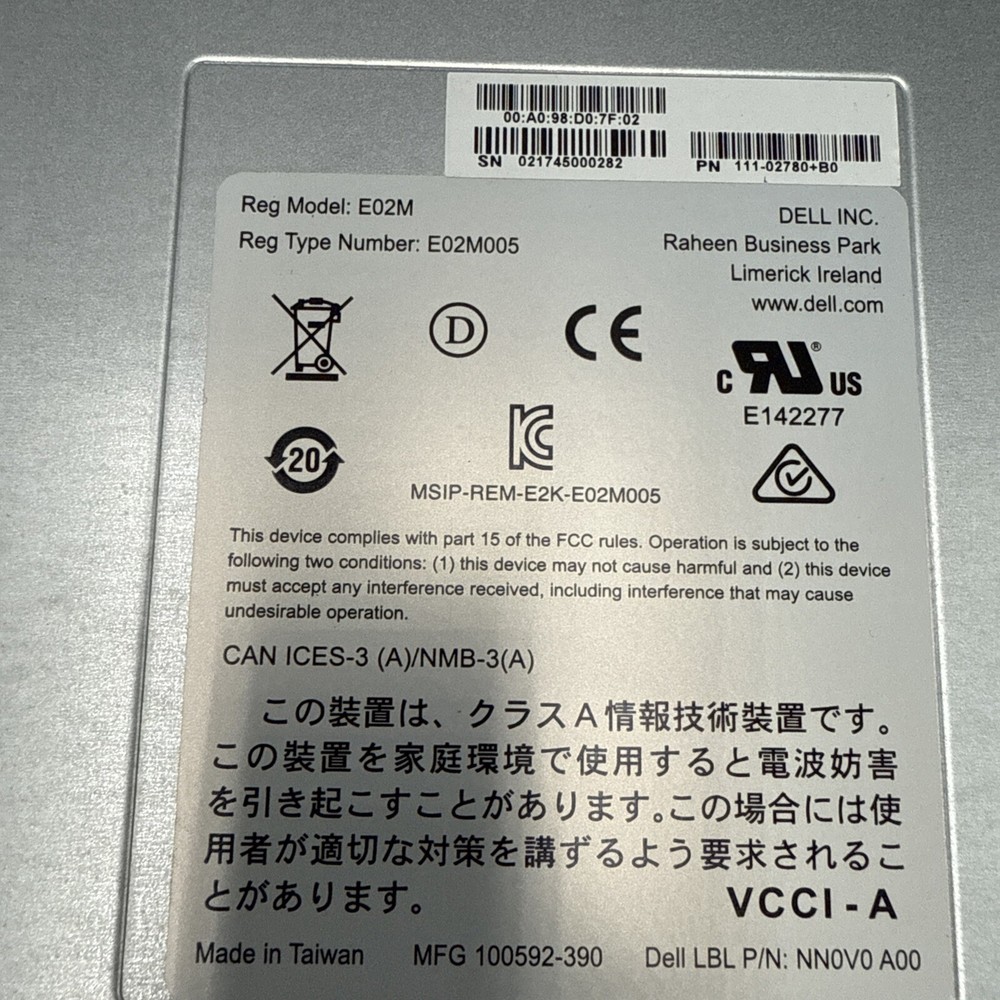 00:A0:98:D0:7F:02
SN 021745000282
PN 111-02780+B0
Reg Model: E02M
Reg Type Number: E02M005
DELL INC.
Raheen Business Park
Limerick Ireland
www.dell.com
D
CE
C RU® US
E142277
20
KC
MSIP-REM-E2K-E02M005
This device complies with part 15 of the FCC rules. Operation is subject to the
following two conditions: (1) this device may not cause harmful and (2) this device
must accept any interference received, including interference that may cause
undesirable operation.
CAN ICES-3 (A)/NMB-3(A)
この装置は、クラスA情報技術装置です。
この装置を家庭環境で使用すると電波妨害
を引き起こすことがあります。この場合には使
用者が適切な対策を講ずるよう要求されるこ
とがあります。
VCCI-A
Made in Taiwan
MFG 100592-390
Dell LBL P/N: NN0V0 A00